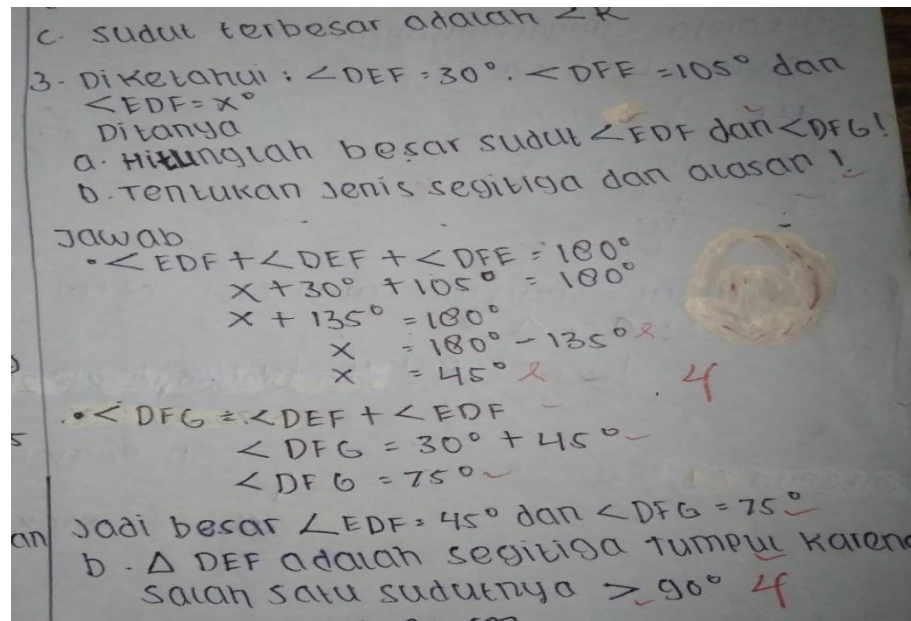 c. sudut terbesar adalah <K
3. Diketahui : <DEF = 30°. <DFE = 105° dan
<EDF = x°
Ditanya
a. Hitunglah besar sudut <EDF dan <DFG!
b. Tentukan jenis segitiga dan alasan!
Jawab
• <EDF + <DEF + <DFE = 180°
x + 30° + 105° = 180°
x + 135° = 180°
x = 180° - 135°
x = 45°
4
• <DFG = <DEF + <EDF
<DFG = 30° + 45°
<DFG = 75°
an Jadi besar ∠EDF = 45° dan <DFG = 75°
b. △ DEF adalah segitiga tumpul karena
salah satu sudutnya > 90° 4